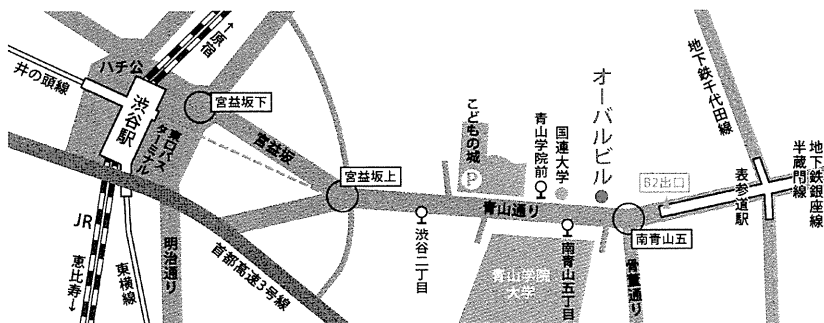 ↑原宿
ハチ公
井の頭線
渋谷駅
東口バス
ターミナル
宮益坂下
宮益坂
宮益坂上
JR
恵比寿→
東横線
明治通り
首都高速3号線
渋谷二丁目
こどもの城
P
青山学院前
国連大学
オーバルビル
青山通り
青山学院
大学
南青山五丁目
B2出口
南青山五
骨董通り
表参道駅
地下鉄千代田線
地下鉄銀座線
半蔵門線